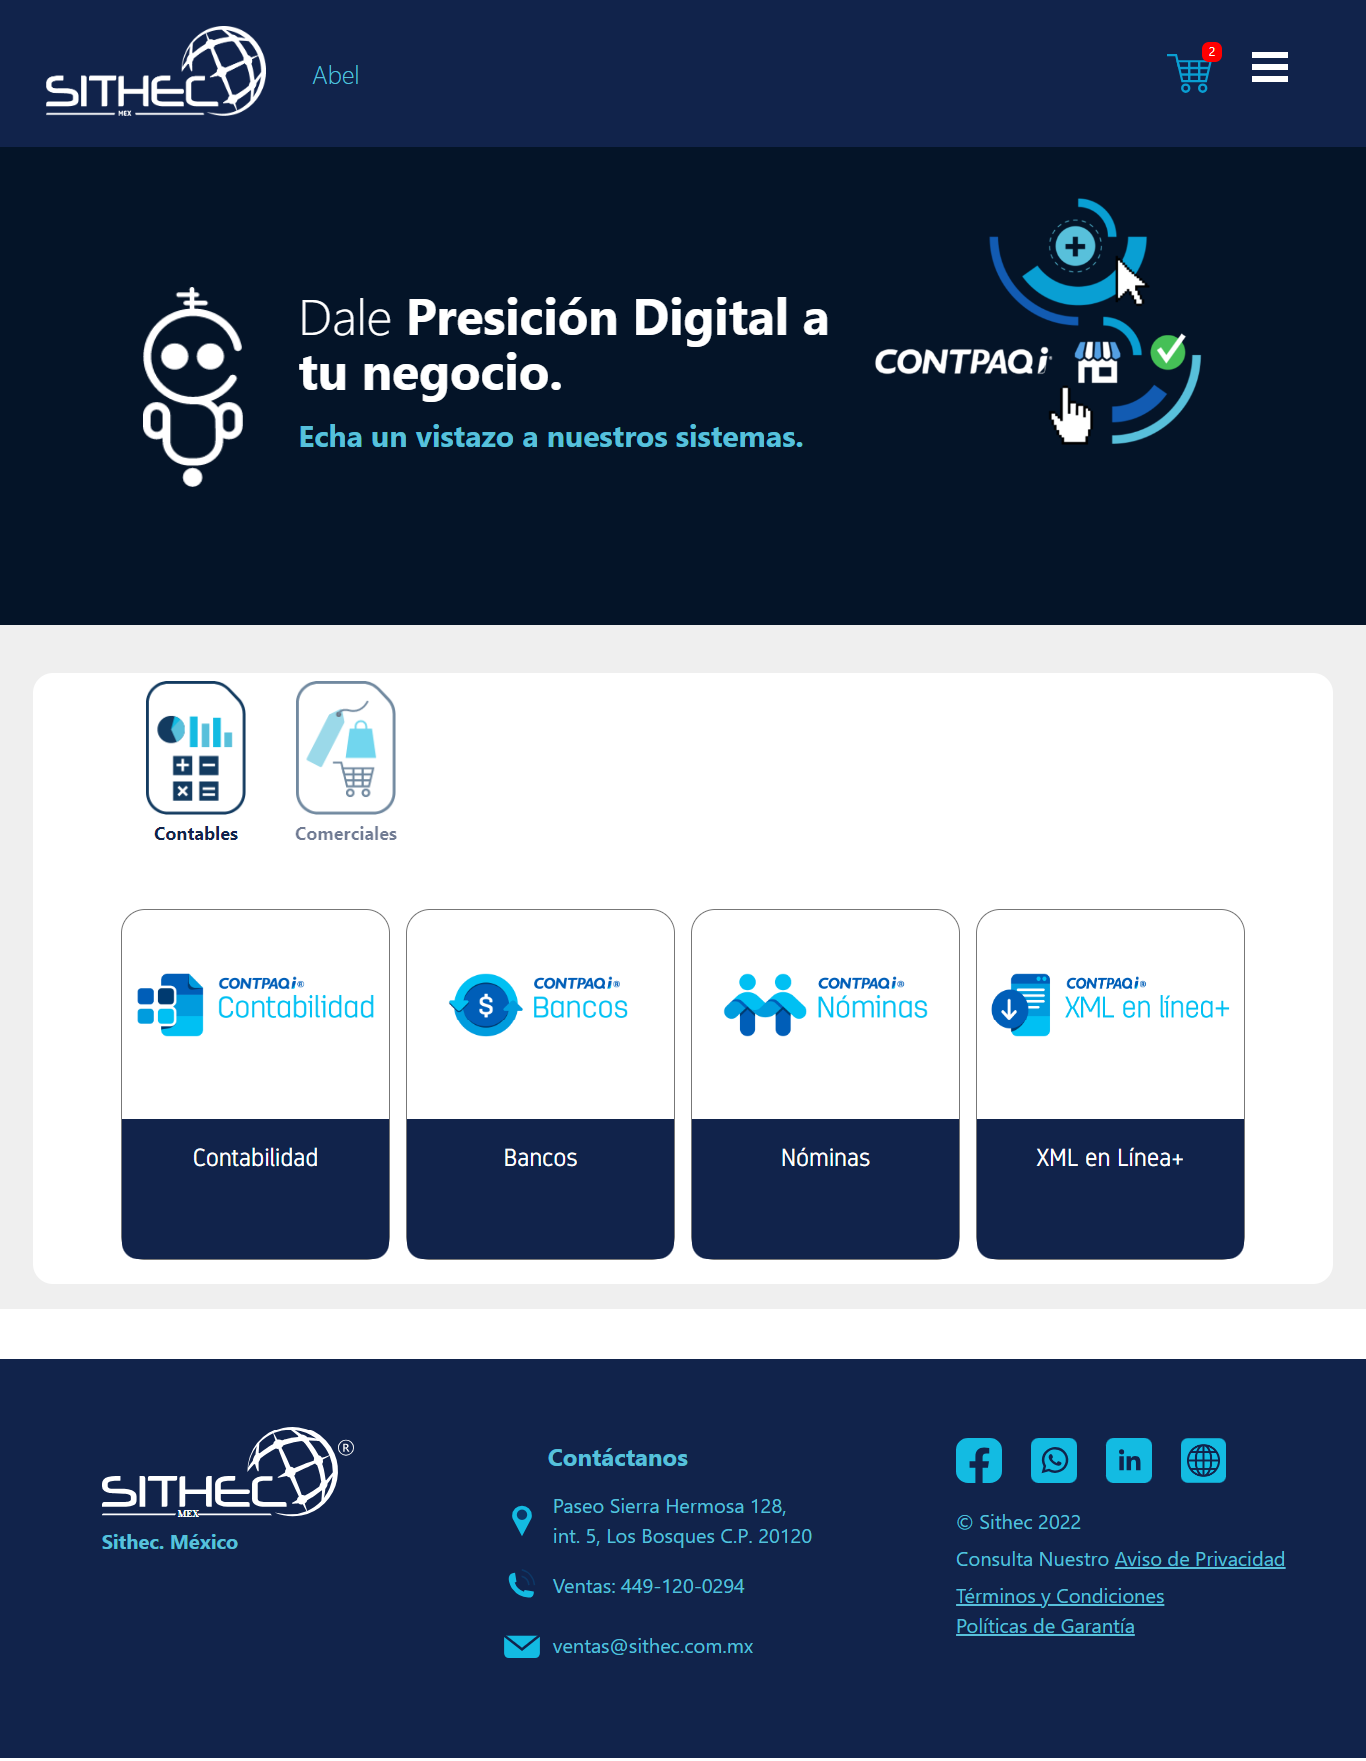 SITHEC
MEX
Abel
2
Dale Presición Digital a
tu negocio.
Echa un vistazo a nuestros sistemas.
CONTPAQi
Contables
Comerciales
CONTPAQi®
Contabilidad
CONTPAQi®
Bancos
CONTPAQi®
Nóminas
CONTPAQi®
XML en línea+
Contabilidad
Bancos
Nóminas
XML en Línea+
SITHEC®
MEX
Sithec. México
Contáctanos
Paseo Sierra Hermosa 128,
int. 5, Los Bosques C.P. 20120
Ventas: 449-120-0294
ventas@sithec.com.mx
© Sithec 2022
Consulta Nuestro Aviso de Privacidad
Términos y Condiciones
Políticas de Garantía